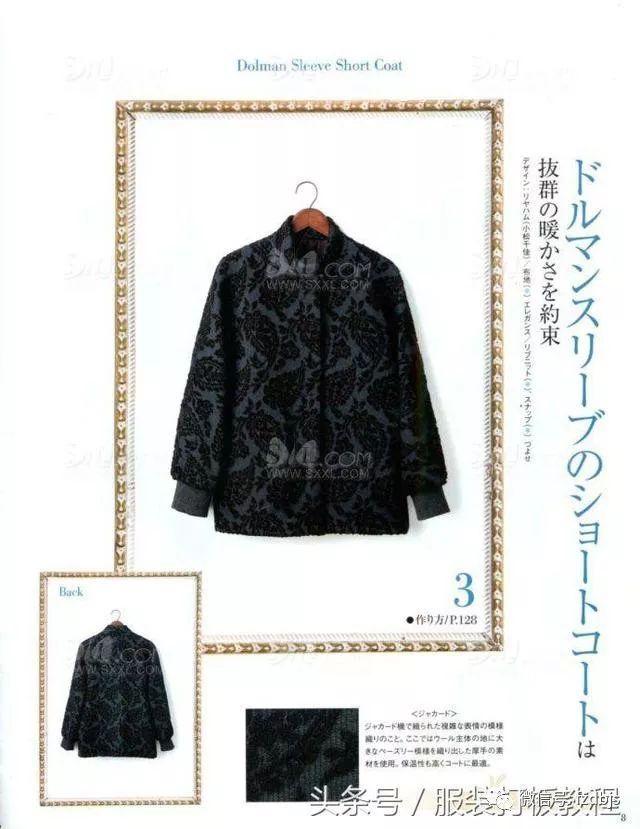 Dolman Sleeve Short Coat
ドルマンスリーブのショートコートは
抜群の暖かさを約束
デザイン：リヤハム(小松千佳)／布地(※)エレガンス／リブニット(※)、スナップ(※)つよせ
SXXL.COM
WWW.SXXL.COM
3
●作り方/P.128
Back
＜ジャカード＞
ジャカード機で織られた複雑な表情の模様
織りのこと。ここではウール主体の地に大
きなペーズリー模様を織り出した厚手の素
材を使用。保温性も高くコートに最適。
头条号／服装打板教程
8